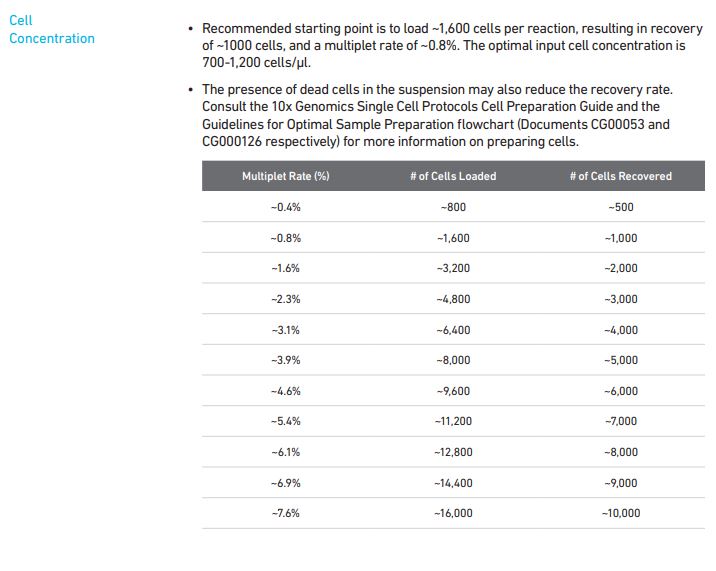 Cell
Concentration
• Recommended starting point is to load ~1,600 cells per reaction, resulting in recovery
of ~1000 cells, and a multiplet rate of ~0.8%. The optimal input cell concentration is
700-1,200 cells/µl.
• The presence of dead cells in the suspension may also reduce the recovery rate.
Consult the 10x Genomics Single Cell Protocols Cell Preparation Guide and the
Guidelines for Optimal Sample Preparation flowchart (Documents CG00053 and
CG000126 respectively) for more information on preparing cells.
Multiplet Rate (%) # of Cells Loaded # of Cells Recovered
~0.4% ~800 ~500
~0.8% ~1,600 ~1,000
~1.6% ~3,200 ~2,000
~2.3% ~4,800 ~3,000
~3.1% ~6,400 ~4,000
~3.9% ~8,000 ~5,000
~4.6% ~9,600 ~6,000
~5.4% ~11,200 ~7,000
~6.1% ~12,800 ~8,000
~6.9% ~14,400 ~9,000
~7.6% ~16,000 ~10,000